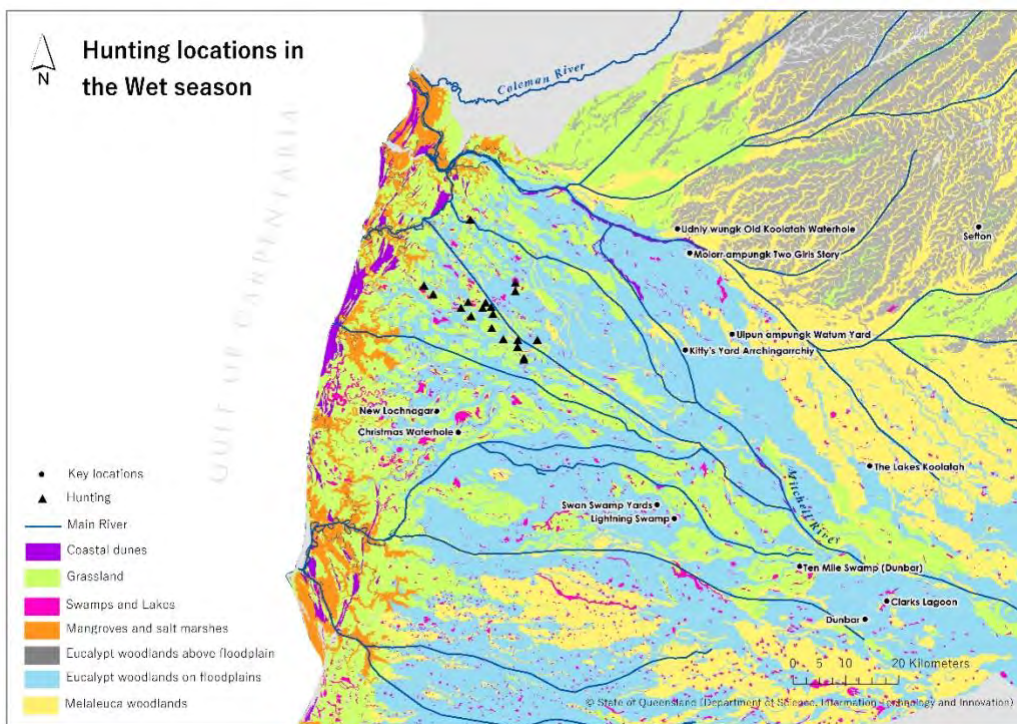 Hunting locations in
the Wet season
N
Coleman River
GULF OF CARPENTARIA
Udnly wungk Old Koolatah Waterhole
Sefton
Molorr ampungk Two Girls Story
Uipun ampungk Watum Yard
Kitty's Yard Arrchingarrchiy
New Lochnagar
Christmas Waterhole
The Lakes Koolatah
Mitchell River
Swan Swamp Yards
Lightning Swamp
Ten Mile Swamp (Dunbar)
Clarks Lagoon
Dunbar
Key locations
Hunting
Main River
Coastal dunes
Grassland
Swamps and Lakes
Mangroves and salt marshes
Eucalypt woodlands above floodplain
Eucalypt woodlands on floodplains
Melaleuca woodlands
0 5 10 20 Kilometers
© State of Queensland (Department of Science, Information Technology and Innovation)